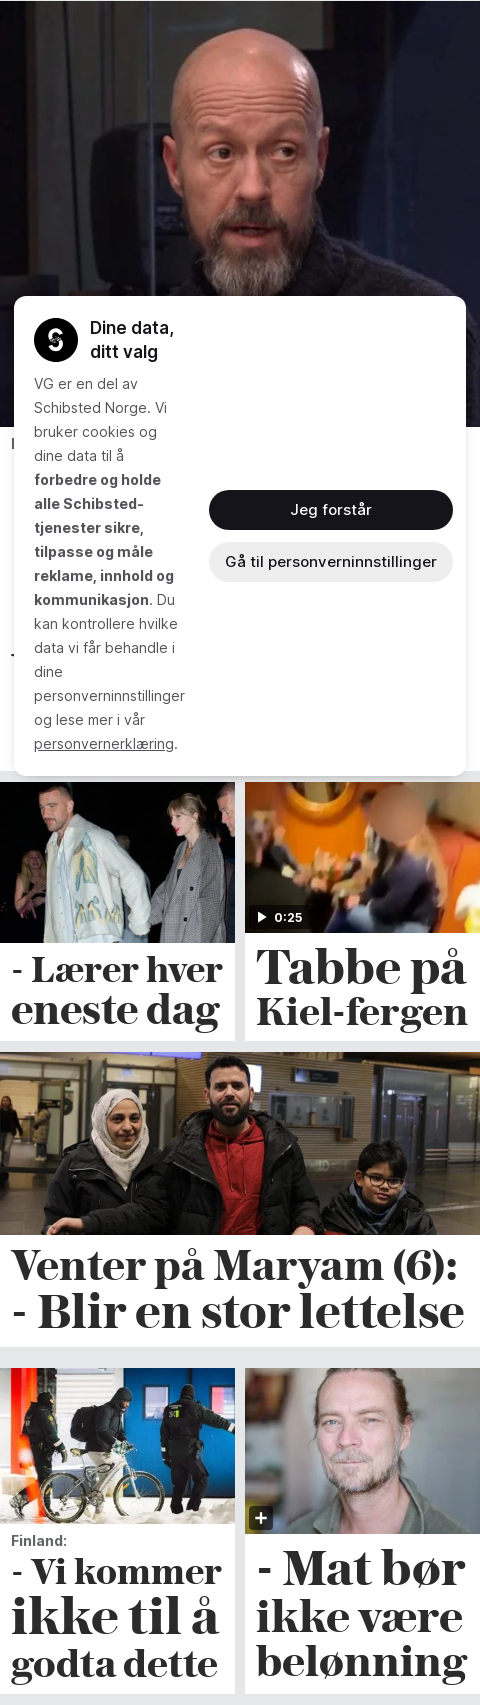 Dine data,
ditt valg
VG er en del av
Schibsted Norge. Vi
bruker cookies og
dine data til å
forbedre og holde
alle Schibsted-
tjenester sikre,
tilpasse og måle
reklame, innhold og
kommunikasjon. Du
kan kontrollere hvilke
data vi får behandle i
dine
personverninnstillinger
og lese mer i vår
personvernerklæring.
Jeg forstår
Gå til personverninnstillinger
- Lærer hver
eneste dag
0:25
Tabbe på
Kiel-fergen
Venter på Maryam (6):
- Blir en stor lettelse
Finland:
- Vi kommer
ikke til å
godta dette
- Mat bør
ikke være
belønning